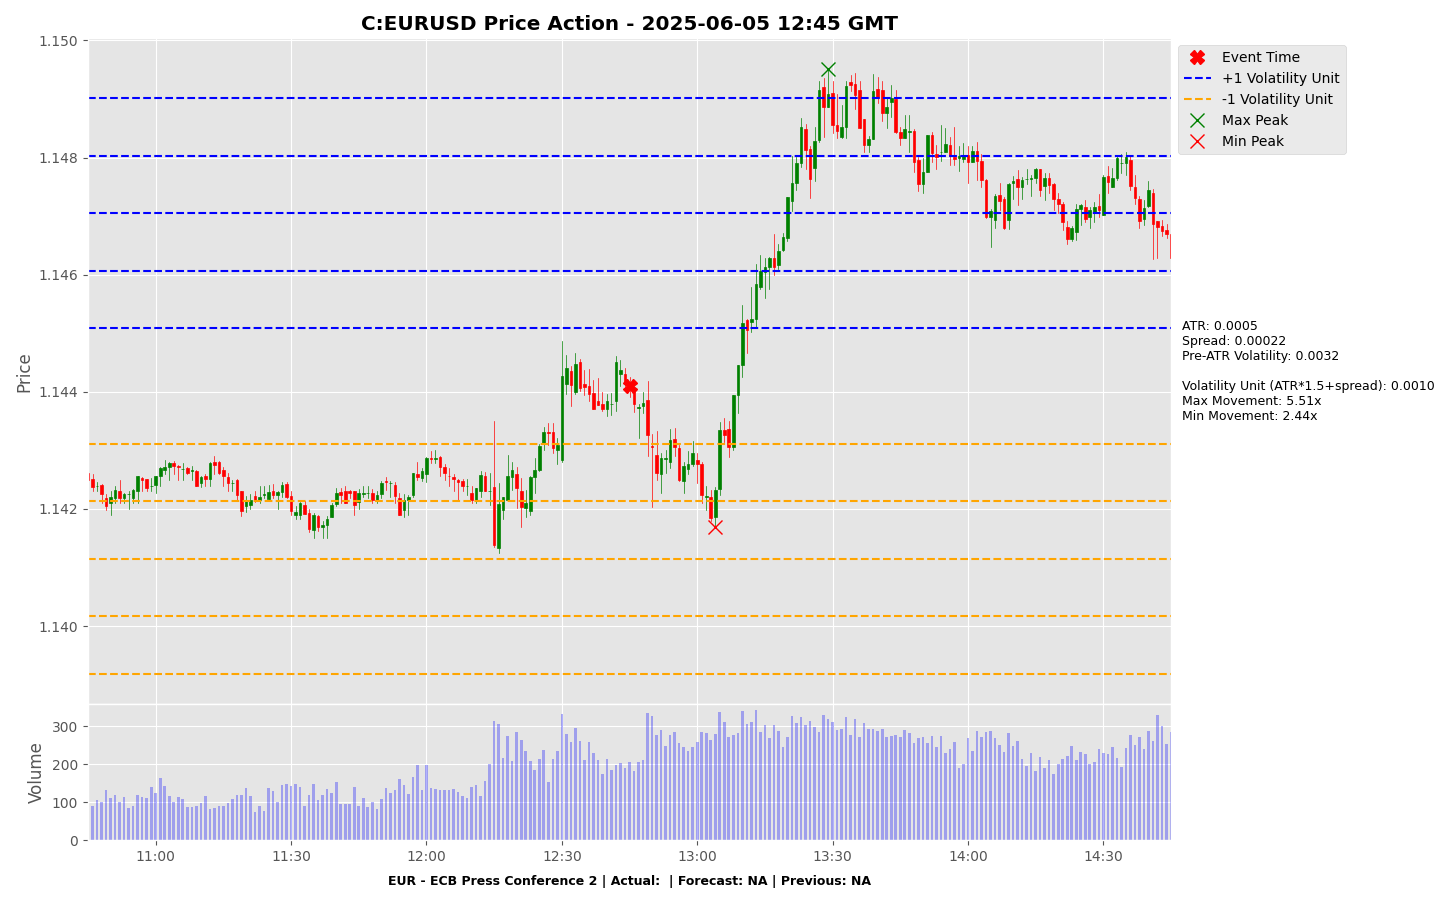 C:EURUSD Price Action - 2025-06-05 12:45 GMT
1.150
1.148
1.146
1.144
1.142
1.140
Price
Event Time
+1 Volatility Unit
-1 Volatility Unit
Max Peak
Min Peak
ATR: 0.0005
Spread: 0.00022
Pre-ATR Volatility: 0.0032
Volatility Unit (ATR*1.5+spread): 0.0010
Max Movement: 5.51x
Min Movement: 2.44x
300
200
100
0
Volume
11:00 11:30 12:00 12:30 13:00 13:30 14:00 14:30
EUR - ECB Press Conference 2 | Actual:  | Forecast: NA | Previous: NA